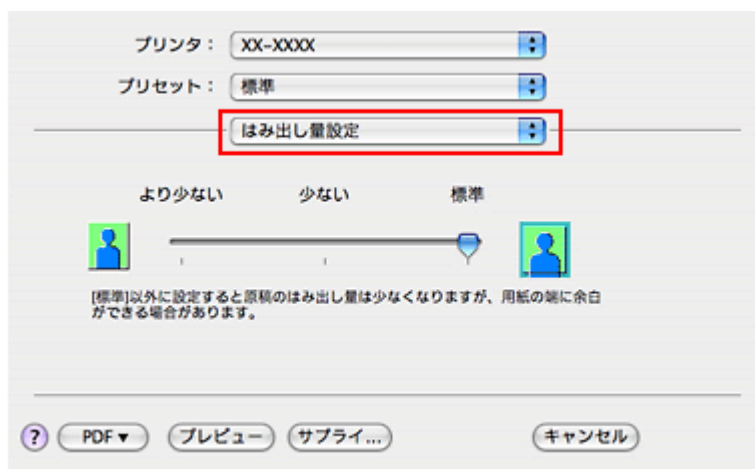 プリンタ： XX-XXXX
プリセット： 標準
はみ出し量設定
より少ない 少ない 標準
[標準]以外に設定すると原稿のはみ出し量は少なくなりますが、用紙の端に余白
ができる場合があります。
? PDF▼ プレビュー サプライ... キャンセル